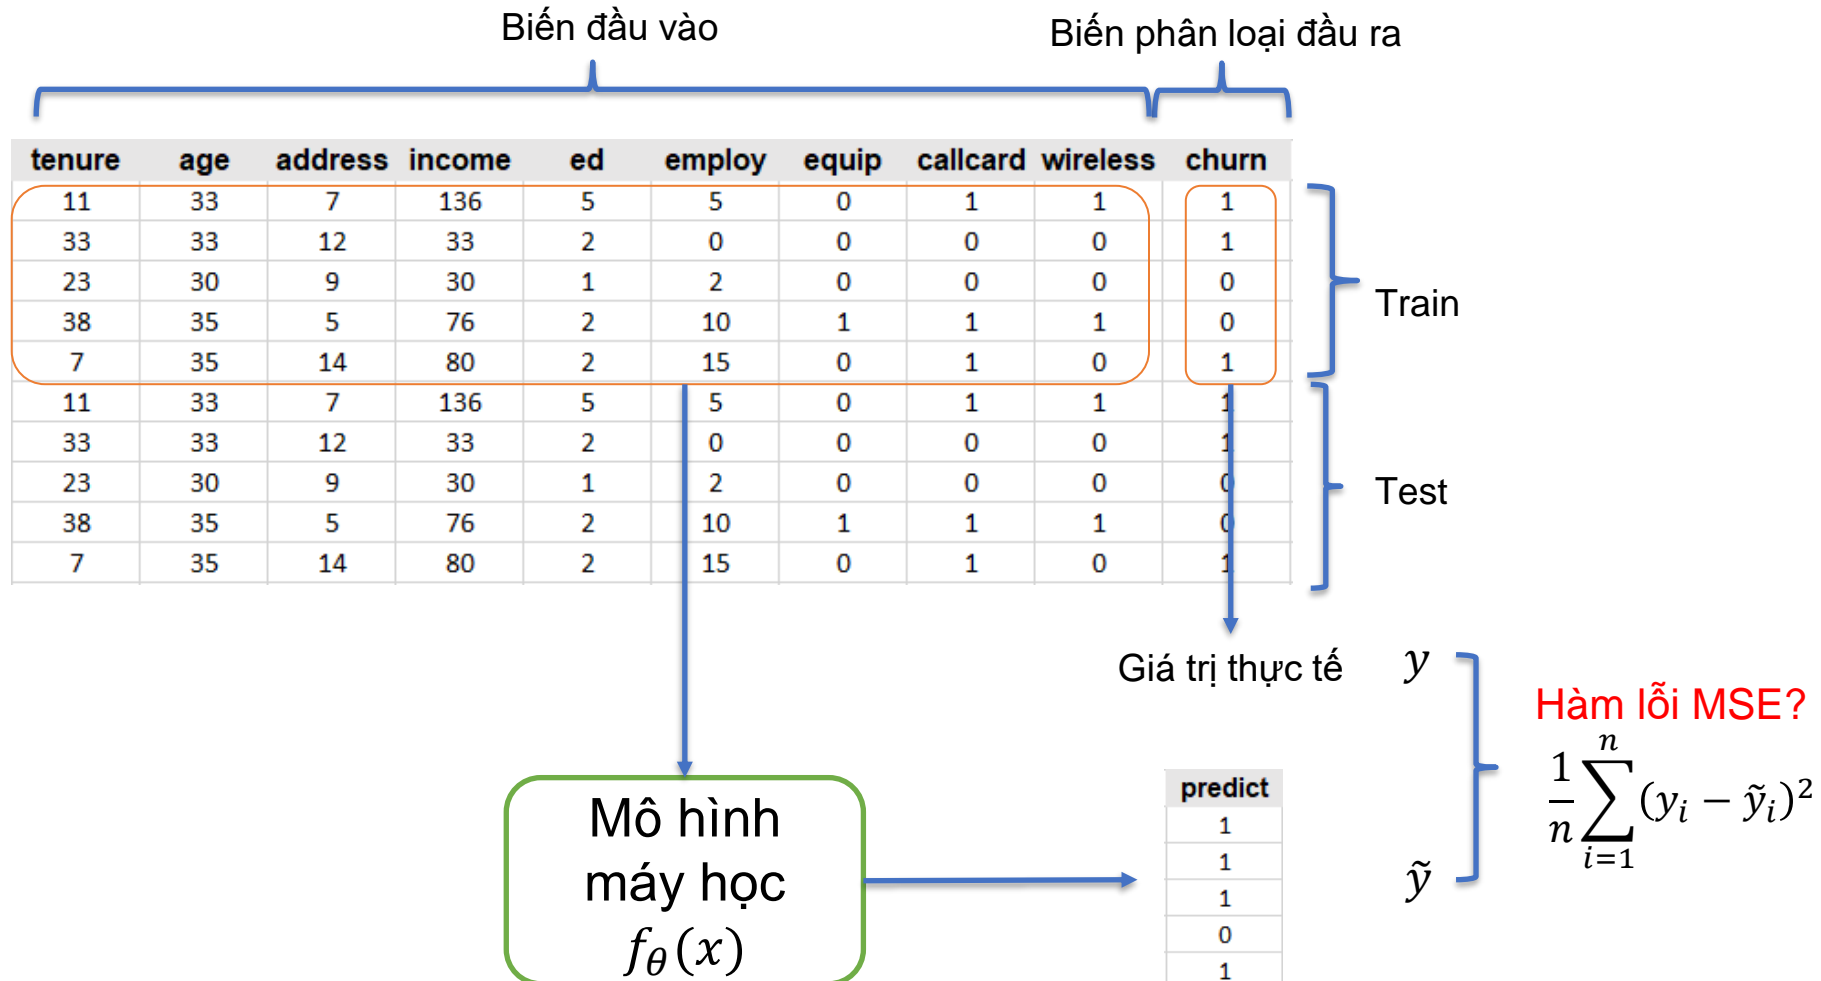 Biến đầu vào
Biến phân loại đầu ra
tenure age address income ed employ equip callcard wireless churn
11 33 7 136 5 5 0 1 1 1
33 33 12 33 2 0 0 0 0 1
23 30 9 30 1 2 0 0 0 0
38 35 5 76 2 10 1 1 1 0
7 35 14 80 2 15 0 1 0 1
Train
11 33 7 136 5 5 0 1 1 1
33 33 12 33 2 0 0 0 0 1
23 30 9 30 1 2 0 0 0 0
38 35 5 76 2 10 1 1 1 0
7 35 14 80 2 15 0 1 0 1
Test
Giá trị thực tế y
Hàm lỗi MSE?
\frac{1}{n}\sum_{i=1}^{n}(y_i - ỹ_i)^2
Mô hình
máy học
f_θ(x)
predict
1
1
1
0
1
ỹ